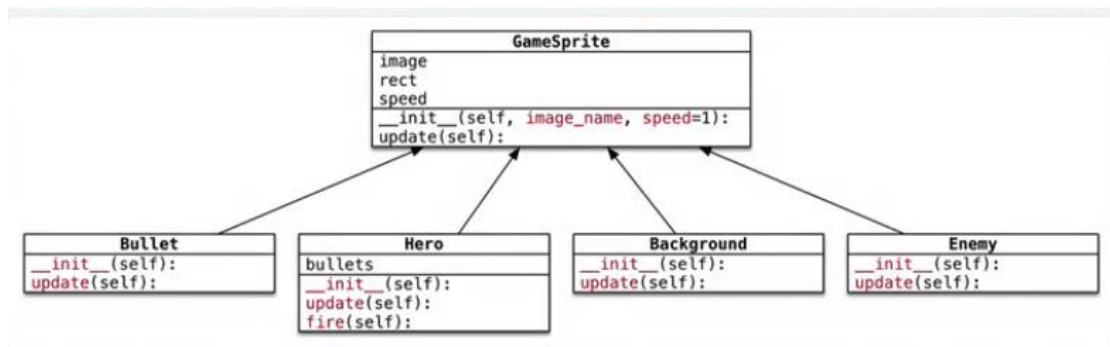 GameSprite
image
rect
speed
__init__(self, image_name, speed=1):
update(self):
Bullet
__init__(self):
update(self):
Hero
bullets
__init__(self):
update(self):
fire(self):
Background
__init__(self):
update(self):
Enemy
__init__(self):
update(self):